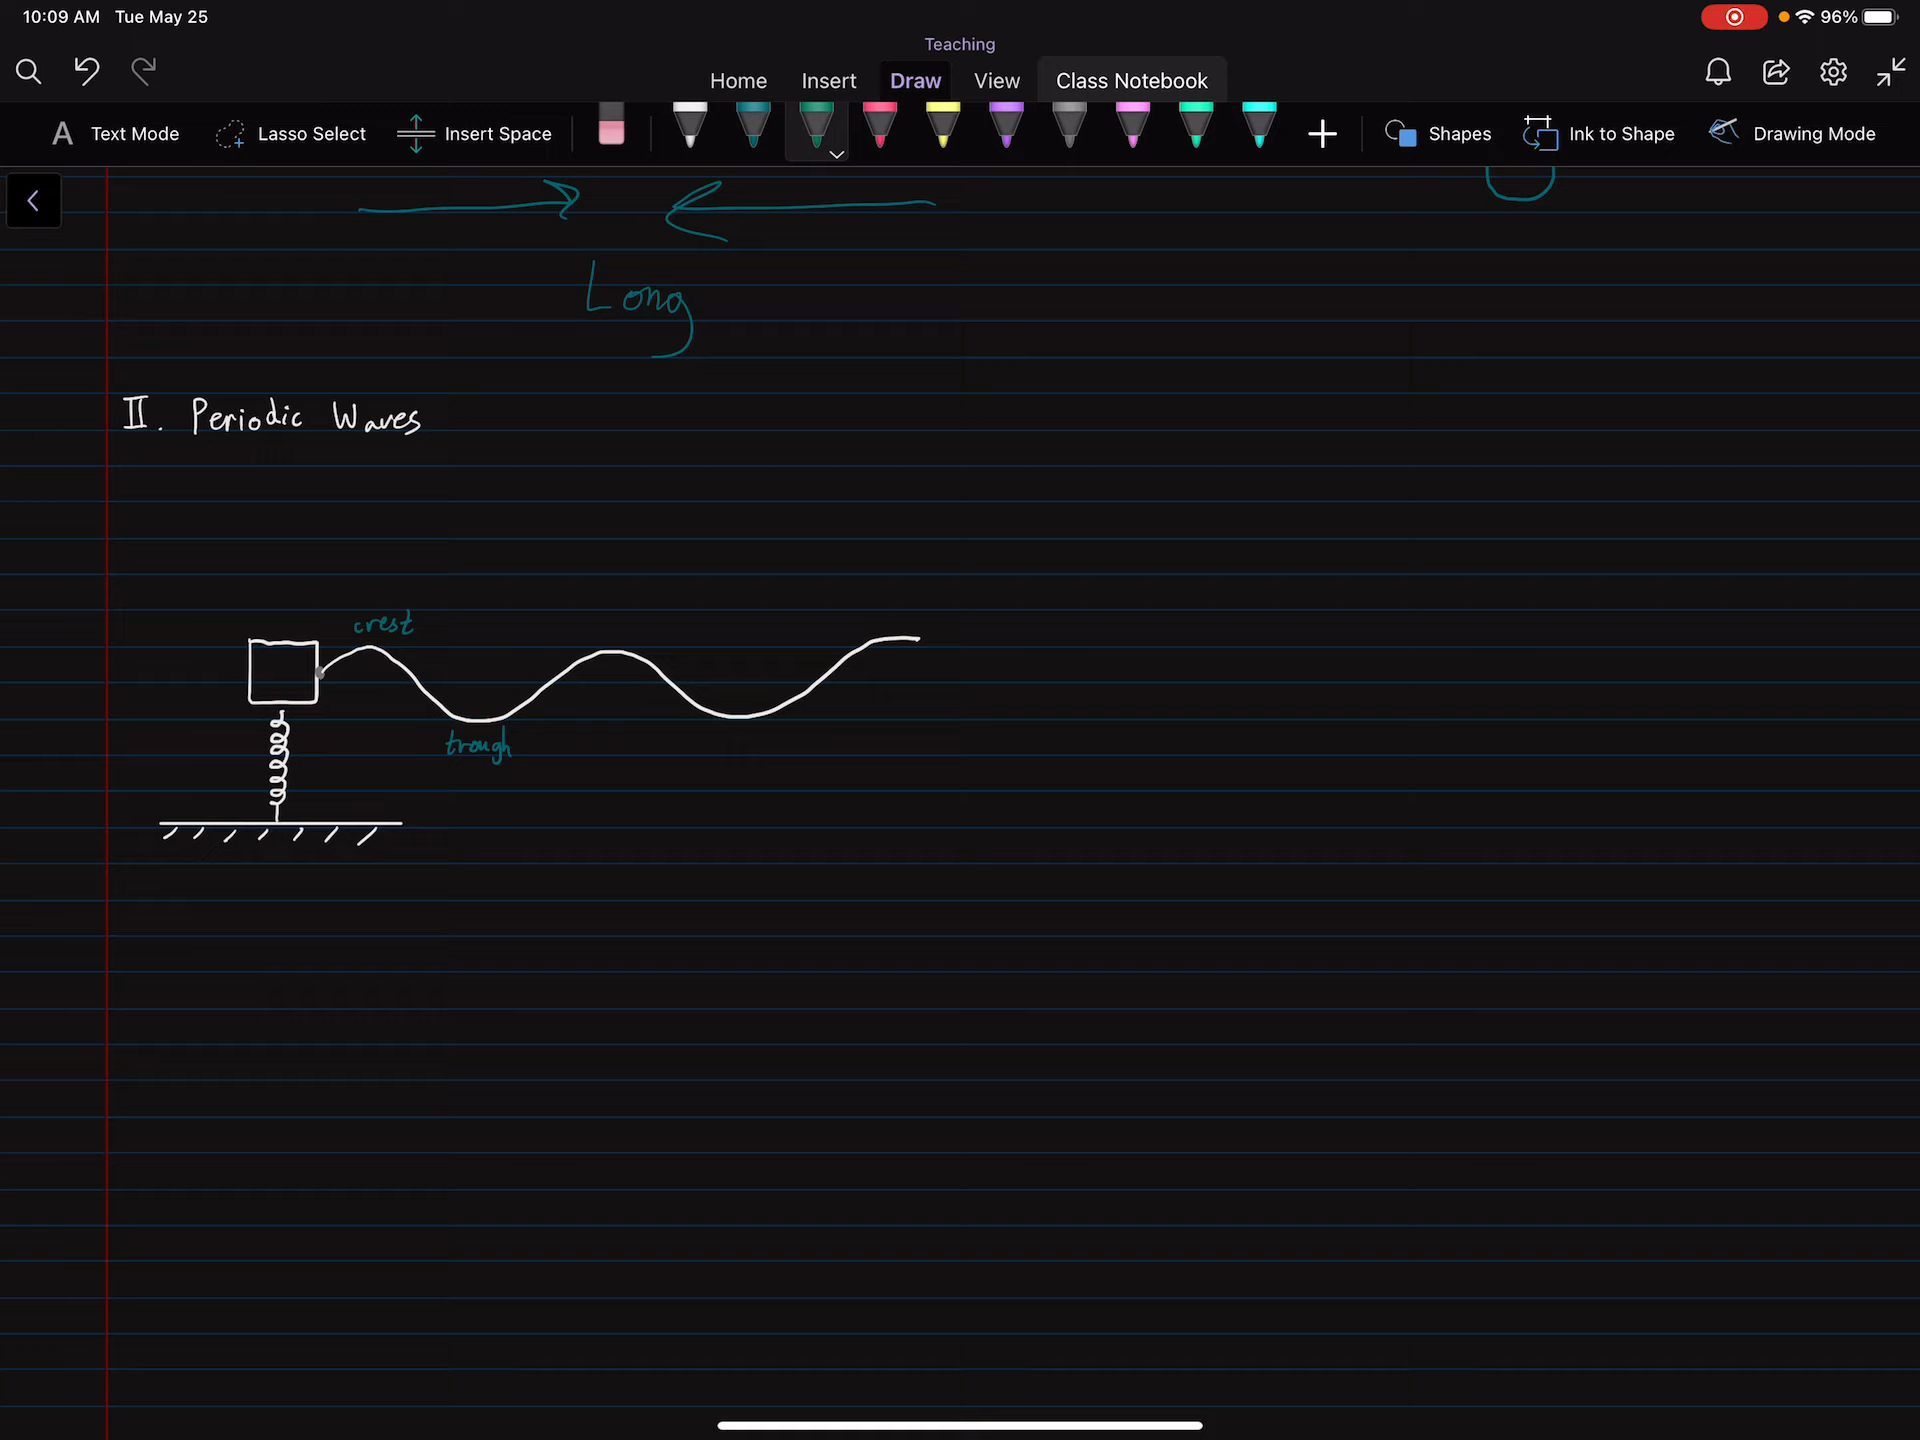 10:09 AM Tue May 25
96%
Teaching
Home Insert Draw View Class Notebook
Text Mode Lasso Select Insert Space Shapes Ink to Shape Drawing Mode
Long
II. Periodic Waves
crest
trough